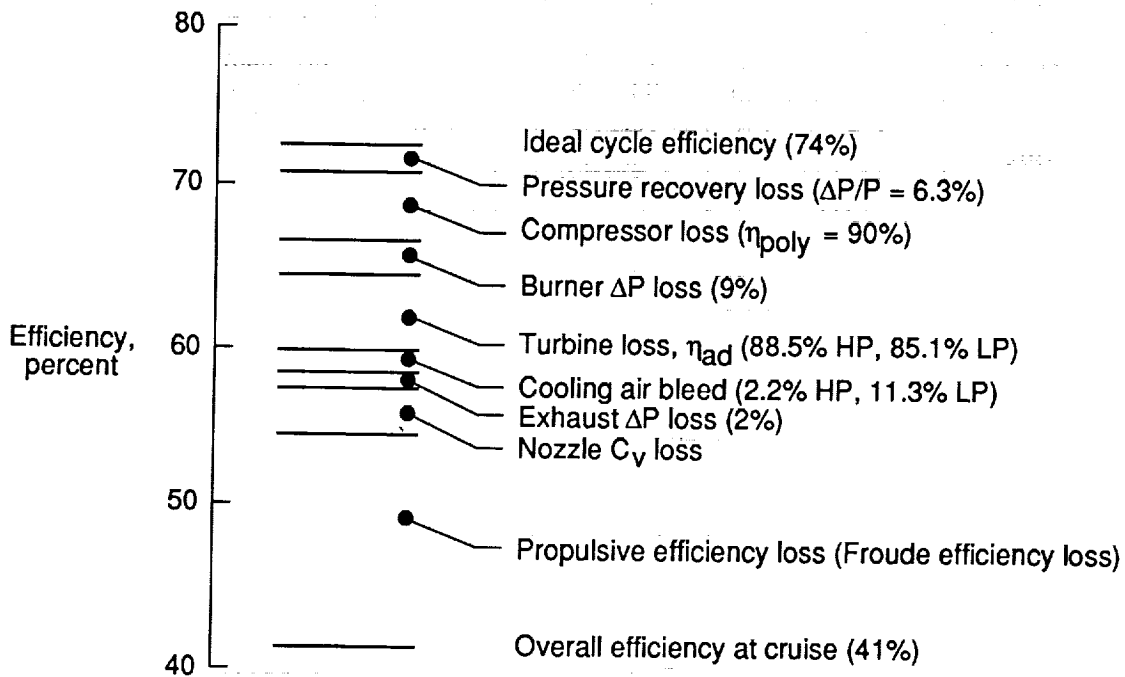 80
Ideal cycle efficiency (74%)
70
Pressure recovery loss (ΔP/P = 6.3%)
Compressor loss (ηpoly = 90%)
Burner ΔP loss (9%)
Efficiency,
percent
60
Turbine loss, ηad (88.5% HP, 85.1% LP)
Cooling air bleed (2.2% HP, 11.3% LP)
Exhaust ΔP loss (2%)
Nozzle Cv loss
50
Propulsive efficiency loss (Froude efficiency loss)
Overall efficiency at cruise (41%)
40